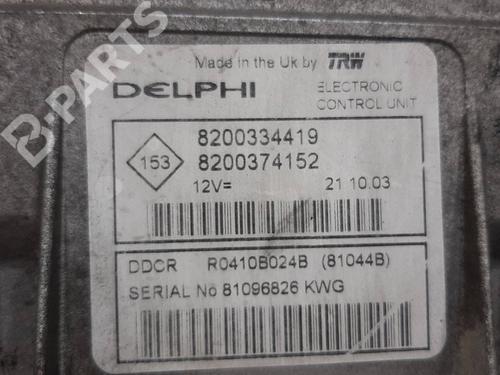 Made in the Uk by TRW
DELPHI ELECTRONIC
CONTROL UNIT
8200334419
153 8200374152
12V= 21 10.03
DDCR R0410B024B (81044B)
SERIAL No 81096826 KWG
B-PARTS